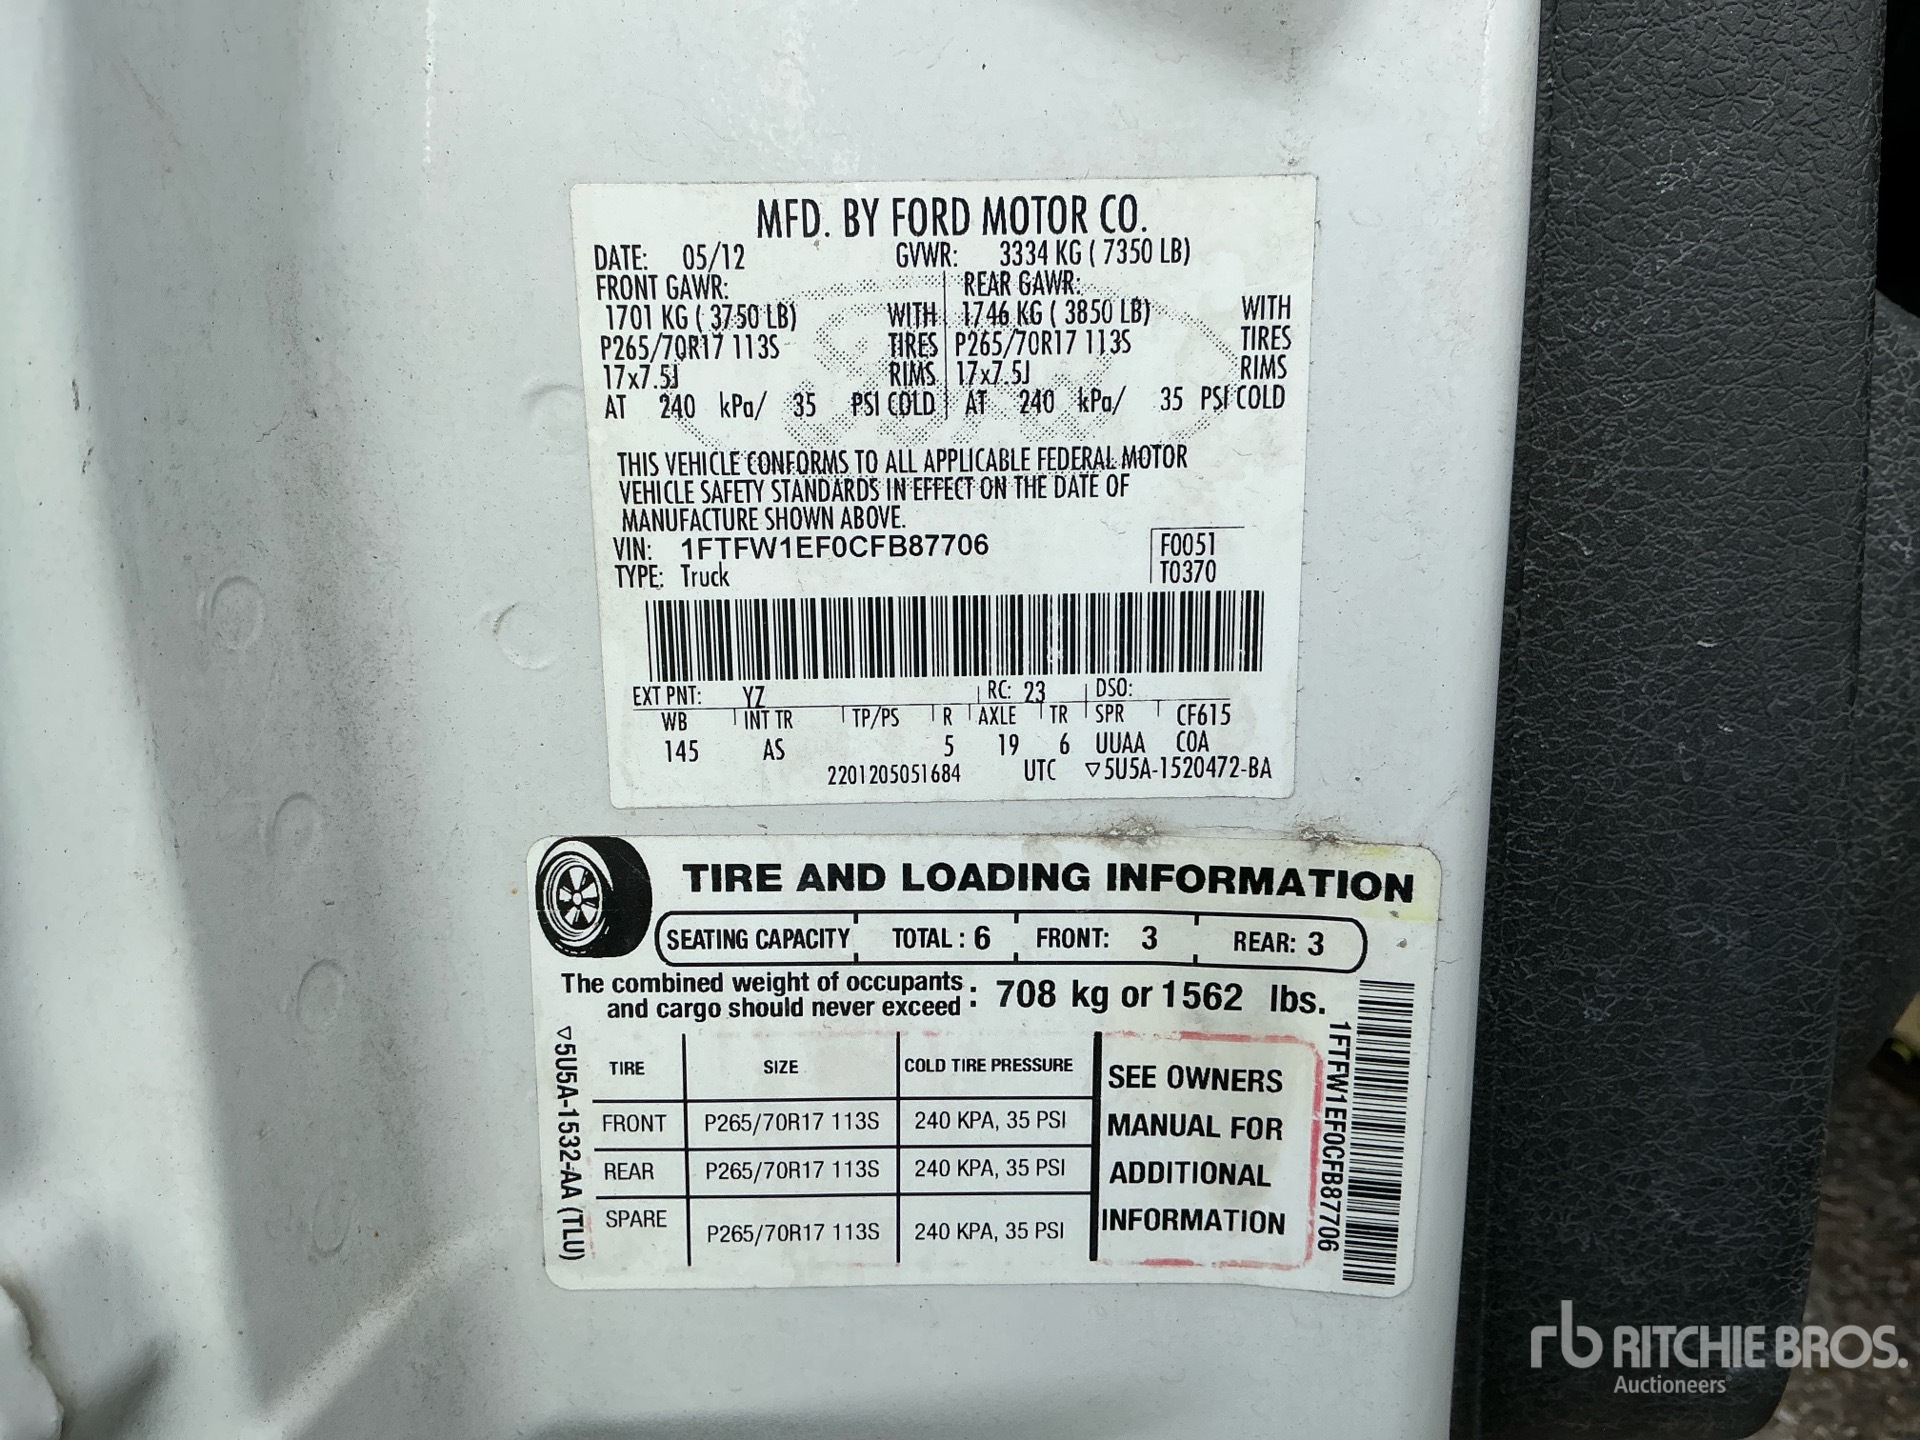 MFD. BY FORD MOTOR CO.
DATE: 05/12 GVWR: 3334 KG ( 7350 LB)
FRONT GAWR: REAR GAWR:
1701 KG ( 3750 LB) WITH 1746 KG ( 3850 LB) WITH
P265/70R17 113S TIRES P265/70R17 113S TIRES
17x7.5J RIMS 17x7.5J RIMS
AT 240 kPa/ 35 PSI COLD AT 240 kPa/ 35 PSI COLD
THIS VEHICLE CONFORMS TO ALL APPLICABLE FEDERAL MOTOR
VEHICLE SAFETY STANDARDS IN EFFECT ON THE DATE OF
MANUFACTURE SHOWN ABOVE.
VIN: 1FTFW1EF0CFB87706 F0051
TYPE: Truck T0370
EXT PNT: YZ RC: 23 DSO:
WB INT TR TP/PS R AXLE TR SPR CF615
145 AS 5 19 6 UUAA COA
2201205051684 UTC ▽5U5A-1520472-BA
TIRE AND LOADING INFORMATION
SEATING CAPACITY TOTAL : 6 FRONT: 3 REAR: 3
The combined weight of occupants
and cargo should never exceed : 708 kg or 1562 lbs.
TIRE SIZE COLD TIRE PRESSURE
FRONT P265/70R17 113S 240 KPA, 35 PSI
REAR P265/70R17 113S 240 KPA, 35 PSI
SPARE P265/70R17 113S 240 KPA, 35 PSI
SEE OWNERS
MANUAL FOR
ADDITIONAL
INFORMATION
▽5U5A-1532-AA (TLU)
1FTFW1EF0CFB87706
rb RITCHIE BROS.
Auctioneers